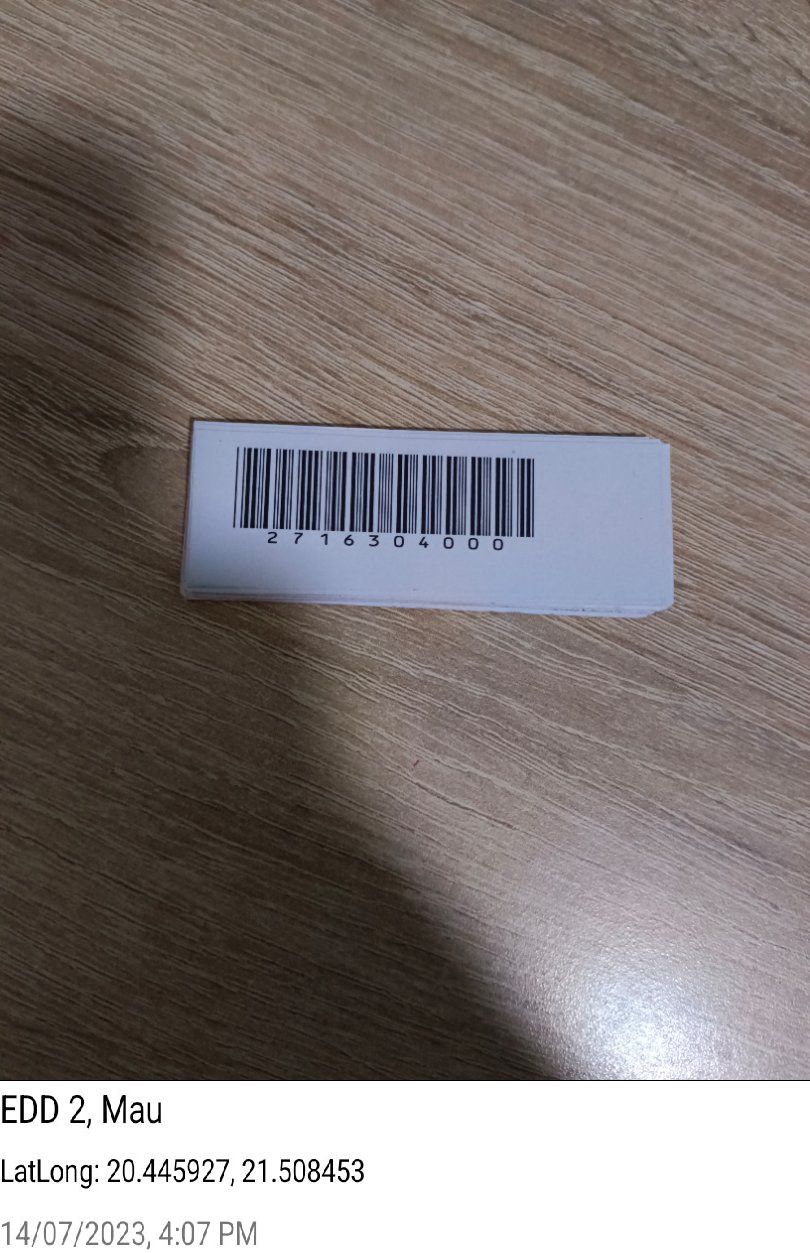 2716304000
EDD 2, Mau
LatLong: 20.445927, 21.508453
14/07/2023, 4:07 PM